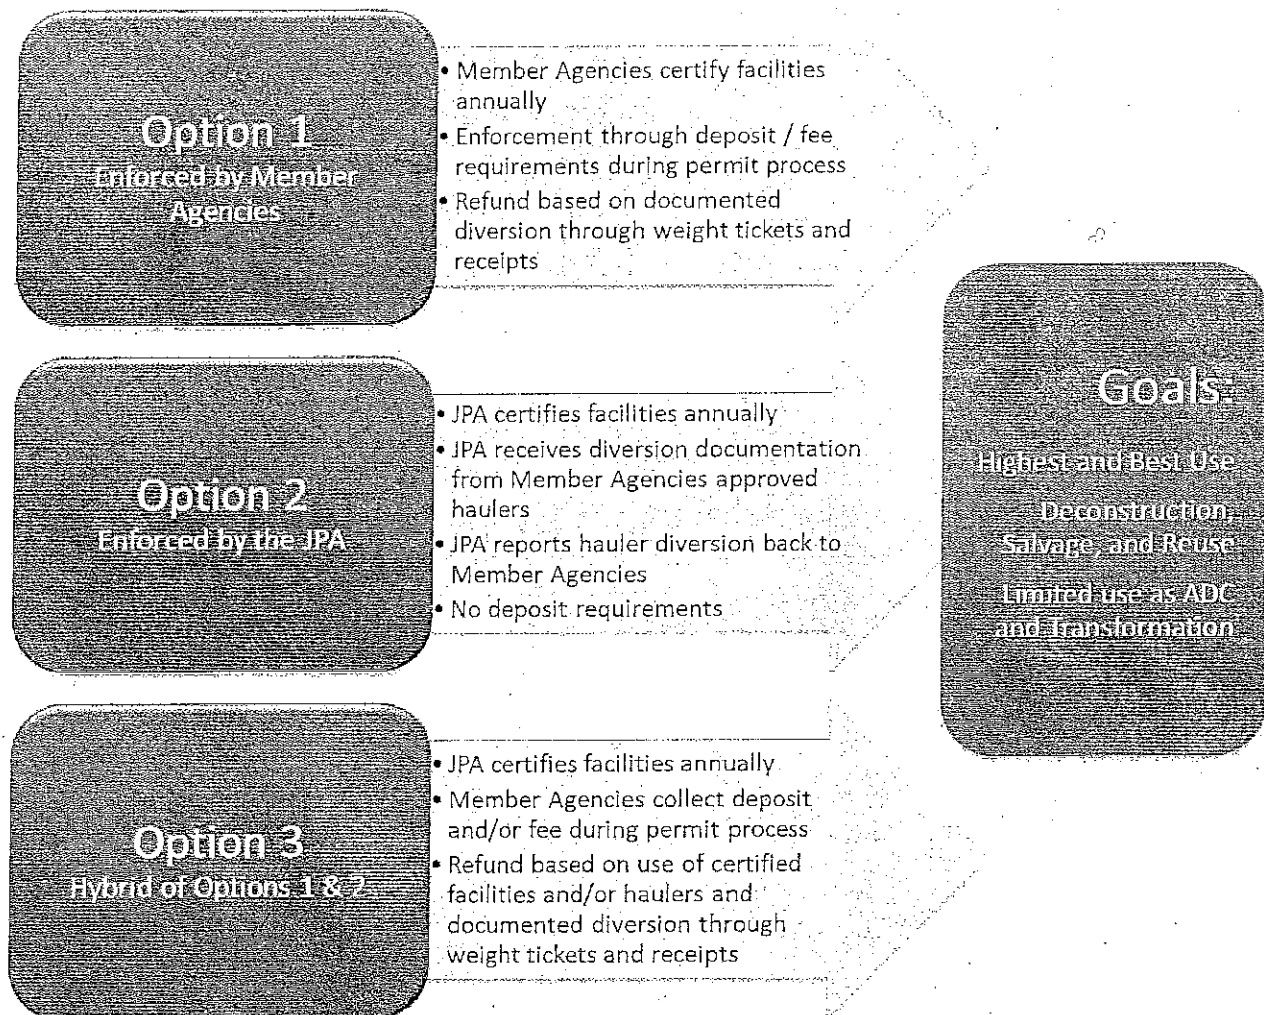 Option 1
Enforced by Member
Agencies
• Member Agencies certify facilities
annually
• Enforcement through deposit / fee
requirements during permit process
• Refund based on documented
diversion through weight tickets and
receipts
Option 2
Enforced by the JPA
• JPA certifies facilities annually
• JPA receives diversion documentation
from Member Agencies approved
haulers
• JPA reports hauler diversion back to
Member Agencies
• No deposit requirements
Option 3
Hybrid of Options 1 & 2
• JPA certifies facilities annually
• Member Agencies collect deposit
and/or fee during permit process
• Refund based on use of certified
facilities and/or haulers and
documented diversion through
weight tickets and receipts
Goals:
Highest and Best Use
Deconstruction,
Salvage, and Reuse
Limited use as ADC
and Transformation